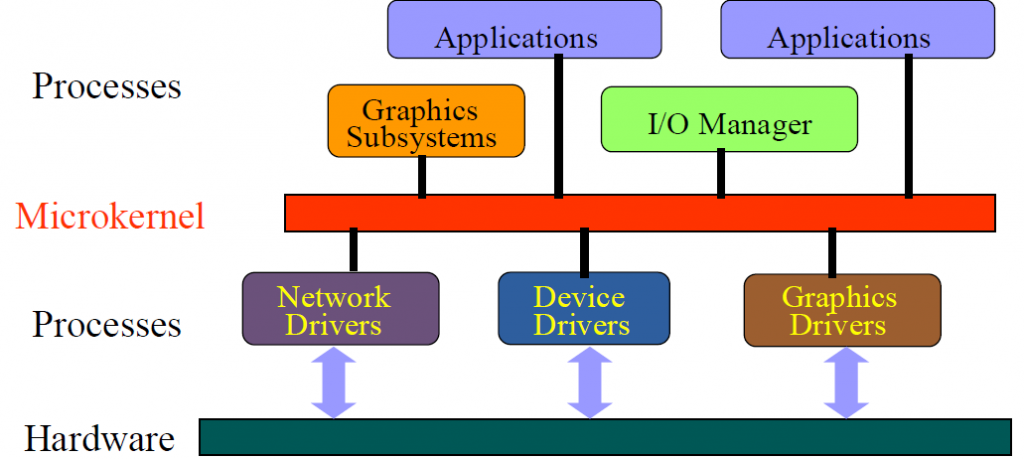 Applications
Applications
Processes
Graphics
Subsystems
I/O Manager
Microkernel
Processes
Network
Drivers
Device
Drivers
Graphics
Drivers
Hardware